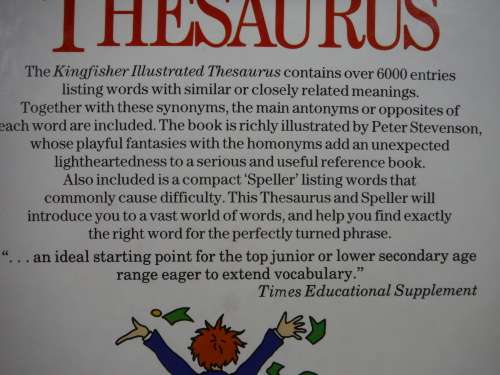 THESAURUS
The Kingfisher Illustrated Thesaurus contains over 6000 entries
listing words with similar or closely related meanings.
Together with these synonyms, the main antonyms or opposites of
each word are included. The book is richly illustrated by Peter Stevenson,
whose playful fantasies with the homonyms add an unexpected
lightheartedness to a serious and useful reference book.
Also included is a compact ‘Speller’ listing words that
commonly cause difficulty. This Thesaurus and Speller will
introduce you to a vast world of words, and help you find exactly
the right word for the perfectly turned phrase.
“. . . an ideal starting point for the top junior or lower secondary age
range eager to extend vocabulary.”
Times Educational Supplement